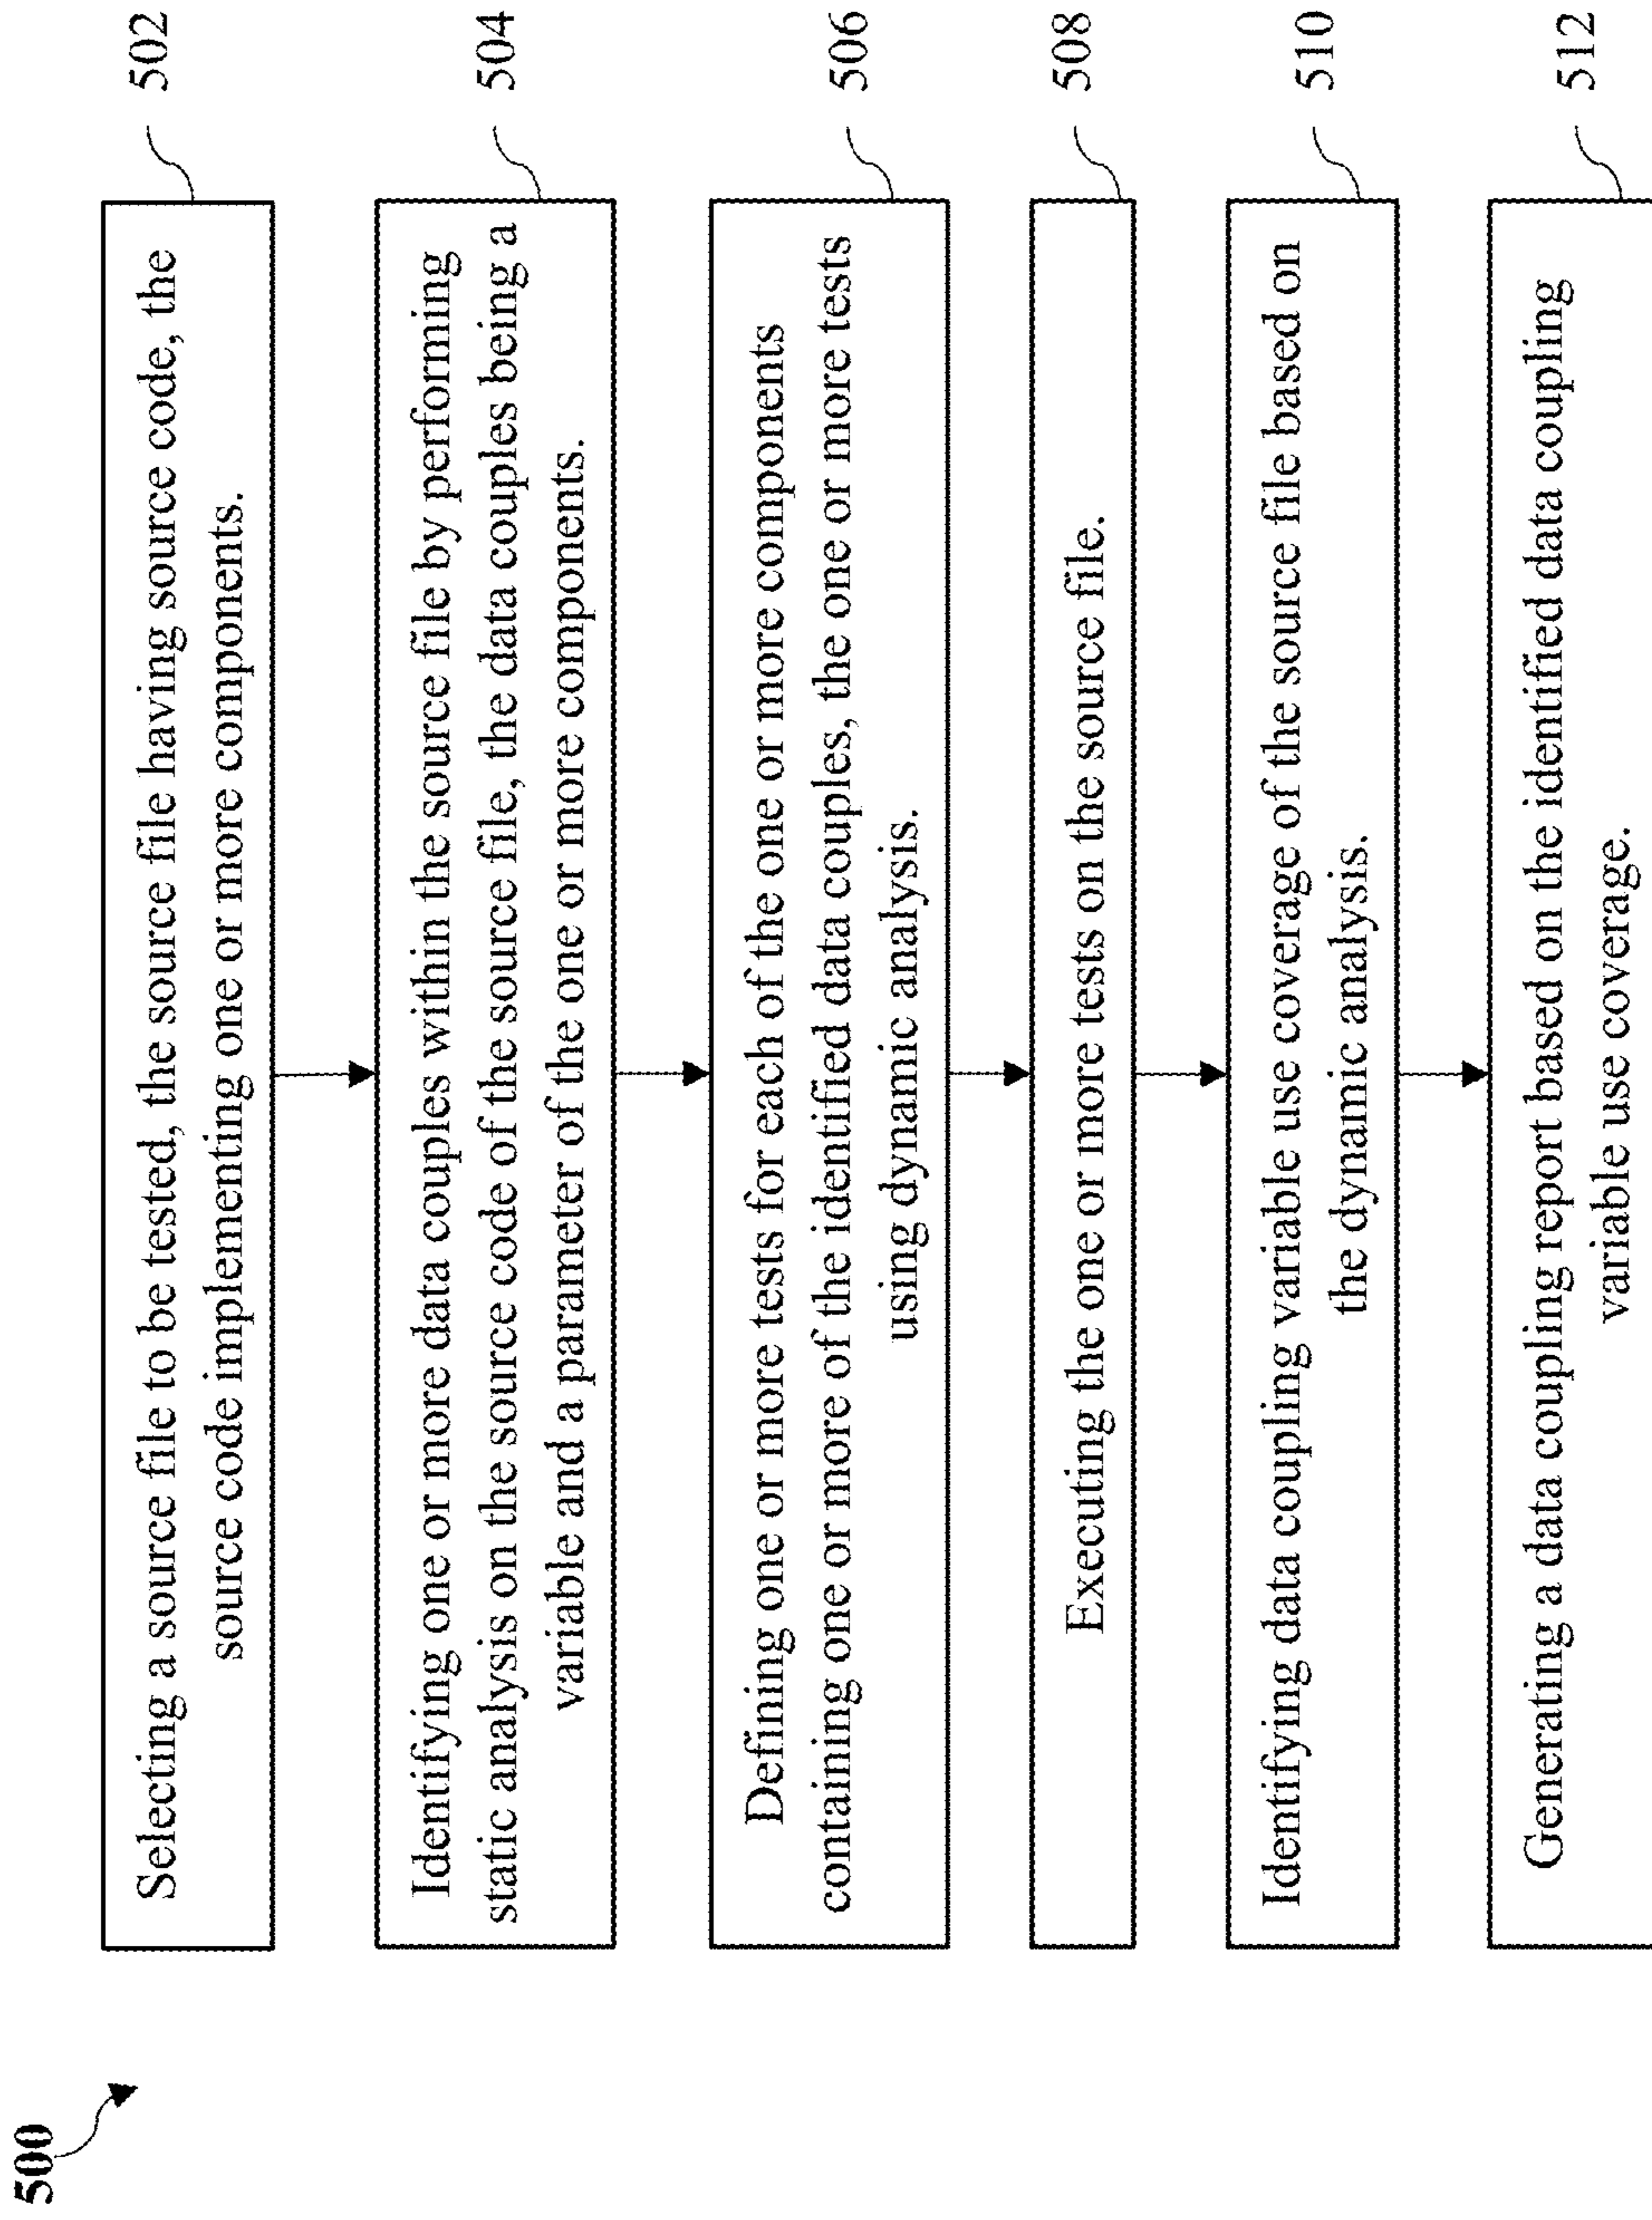 500
Selecting a source file to be tested, the source file having source code, the
source code implementing one or more components.
502
Identifying one or more data couples within the source file by performing
static analysis on the source code of the source file, the data couples being a
variable and a parameter of the one or more components.
504
Defining one or more tests for each of the one or more components
containing one or more of the identified data couples, the one or more tests
using dynamic analysis.
506
Executing the one or more tests on the source file.
508
Identifying data coupling variable use coverage of the source file based on
the dynamic analysis.
510
Generating a data coupling report based on the identified data coupling
variable use coverage.
512